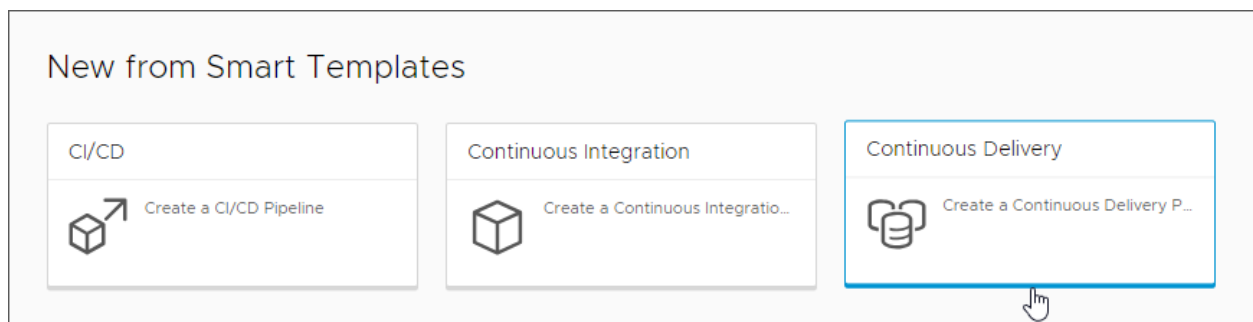 New from Smart Templates
CI/CD
Create a CI/CD Pipeline
Continuous Integration
Create a Continuous Integratio...
Continuous Delivery
Create a Continuous Delivery P...